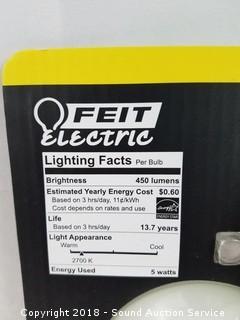 FEIT
Electric
Lighting Facts Per Bulb
Brightness 450 lumens
Estimated Yearly Energy Cost $0.60
Based on 3 hrs/day, 11¢/kWh
Cost depends on rates and use
ENERGY STAR
Life
Based on 3 hrs/day 13.7 years
Light Appearance
Warm Cool
2700 K
Energy Used 5 watts
Copyright 2018 - Sound Auction Service